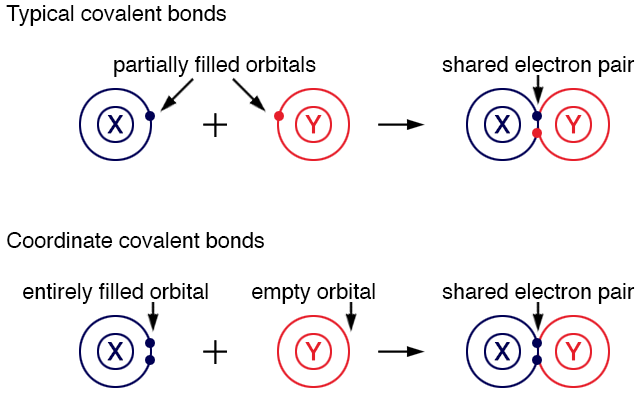 Typical covalent bonds
partially filled orbitals shared electron pair
X + Y X Y
Coordinate covalent bonds
entirely filled orbital empty orbital shared electron pair
X + Y X Y